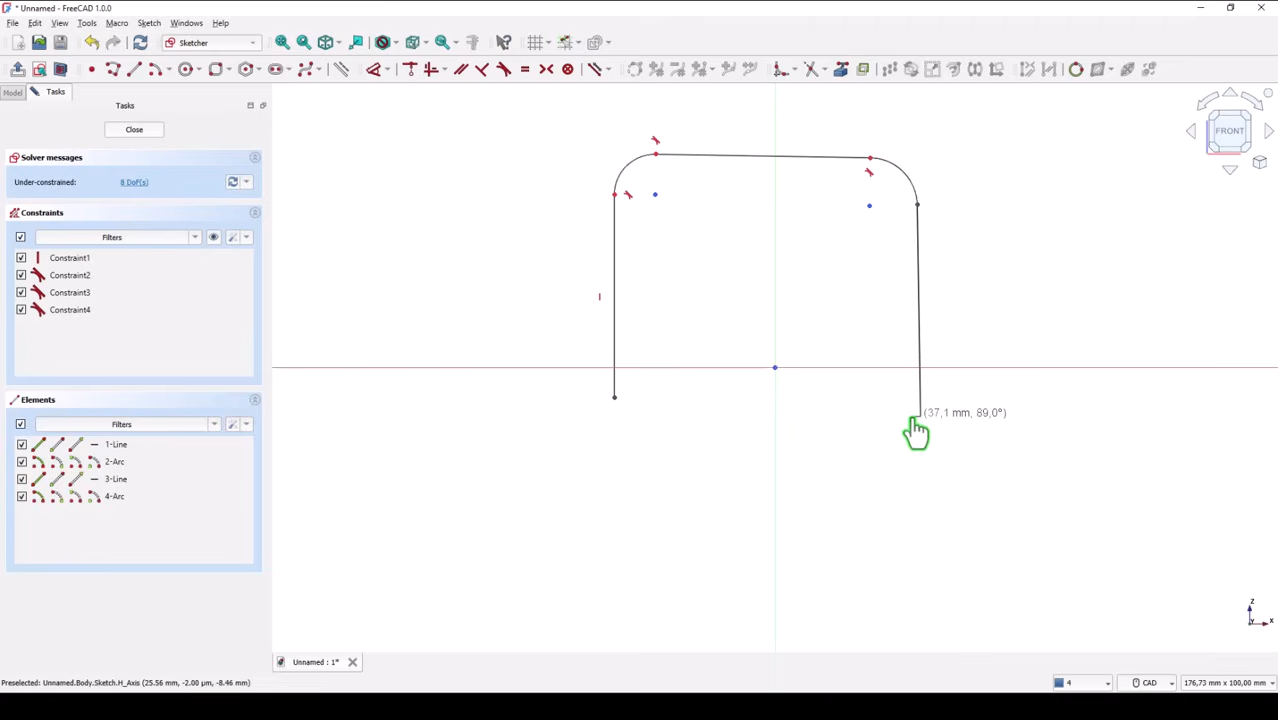 * Unnamed - FreeCAD 1.0.0
File Edit View Tools Macro Sketch Windows Help
Sketcher
Model Tasks
Tasks
Close
Solver messages
Under-constrained: 8 DoF(s)
Constraints
Filters
Constraint1
Constraint2
Constraint3
Constraint4
Elements
Filters
1-Line
2-Arc
3-Line
4-Arc
FRONT
(37,1 mm, 89,0°)
Z
Y
X
Unnamed : 1*
Preselected: Unnamed.Body.Sketch.H_Axis (25.56 mm, -2.00 µm, -8.46 mm)
4 CAD 176,73 mm x 100,00 mm